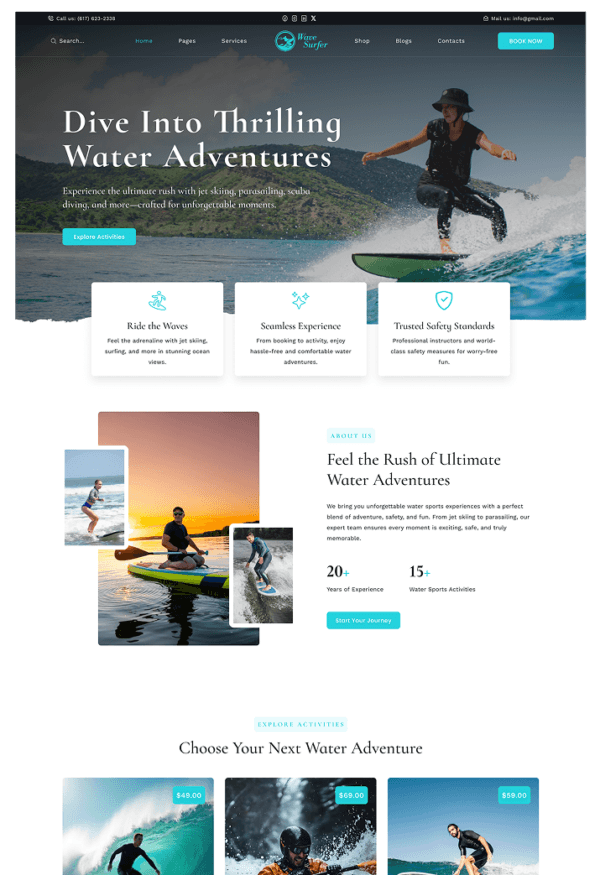 Call us: (617) 623-2338
Mail us: info@gmail.com
Search...
Home
Pages
Services
Wave
Surfer
Shop
Blogs
Contacts
BOOK NOW
Dive Into Thrilling
Water Adventures
Experience the ultimate rush with jet skiing, parasailing, scuba
diving, and more—crafted for unforgettable moments.
Explore Activities
Ride the Waves
Feel the adrenaline with jet skiing,
surfing, and more in stunning ocean
views.
Seamless Experience
From booking to activity, enjoy
hassle-free and comfortable water
adventures.
Trusted Safety Standards
Professional instructors and world-
class safety measures for worry-free
fun.
ABOUT US
Feel the Rush of Ultimate
Water Adventures
We bring you unforgettable water sports experiences with a perfect
blend of adventure, safety, and fun. From jet skiing to parasailing, our
expert team ensures every moment is exciting, safe, and truly
memorable.
20+
Years of Experience
15+
Water Sports Activities
Start Your Journey
EXPLORE ACTIVITIES
Choose Your Next Water Adventure
$49.00
$69.00
$59.00